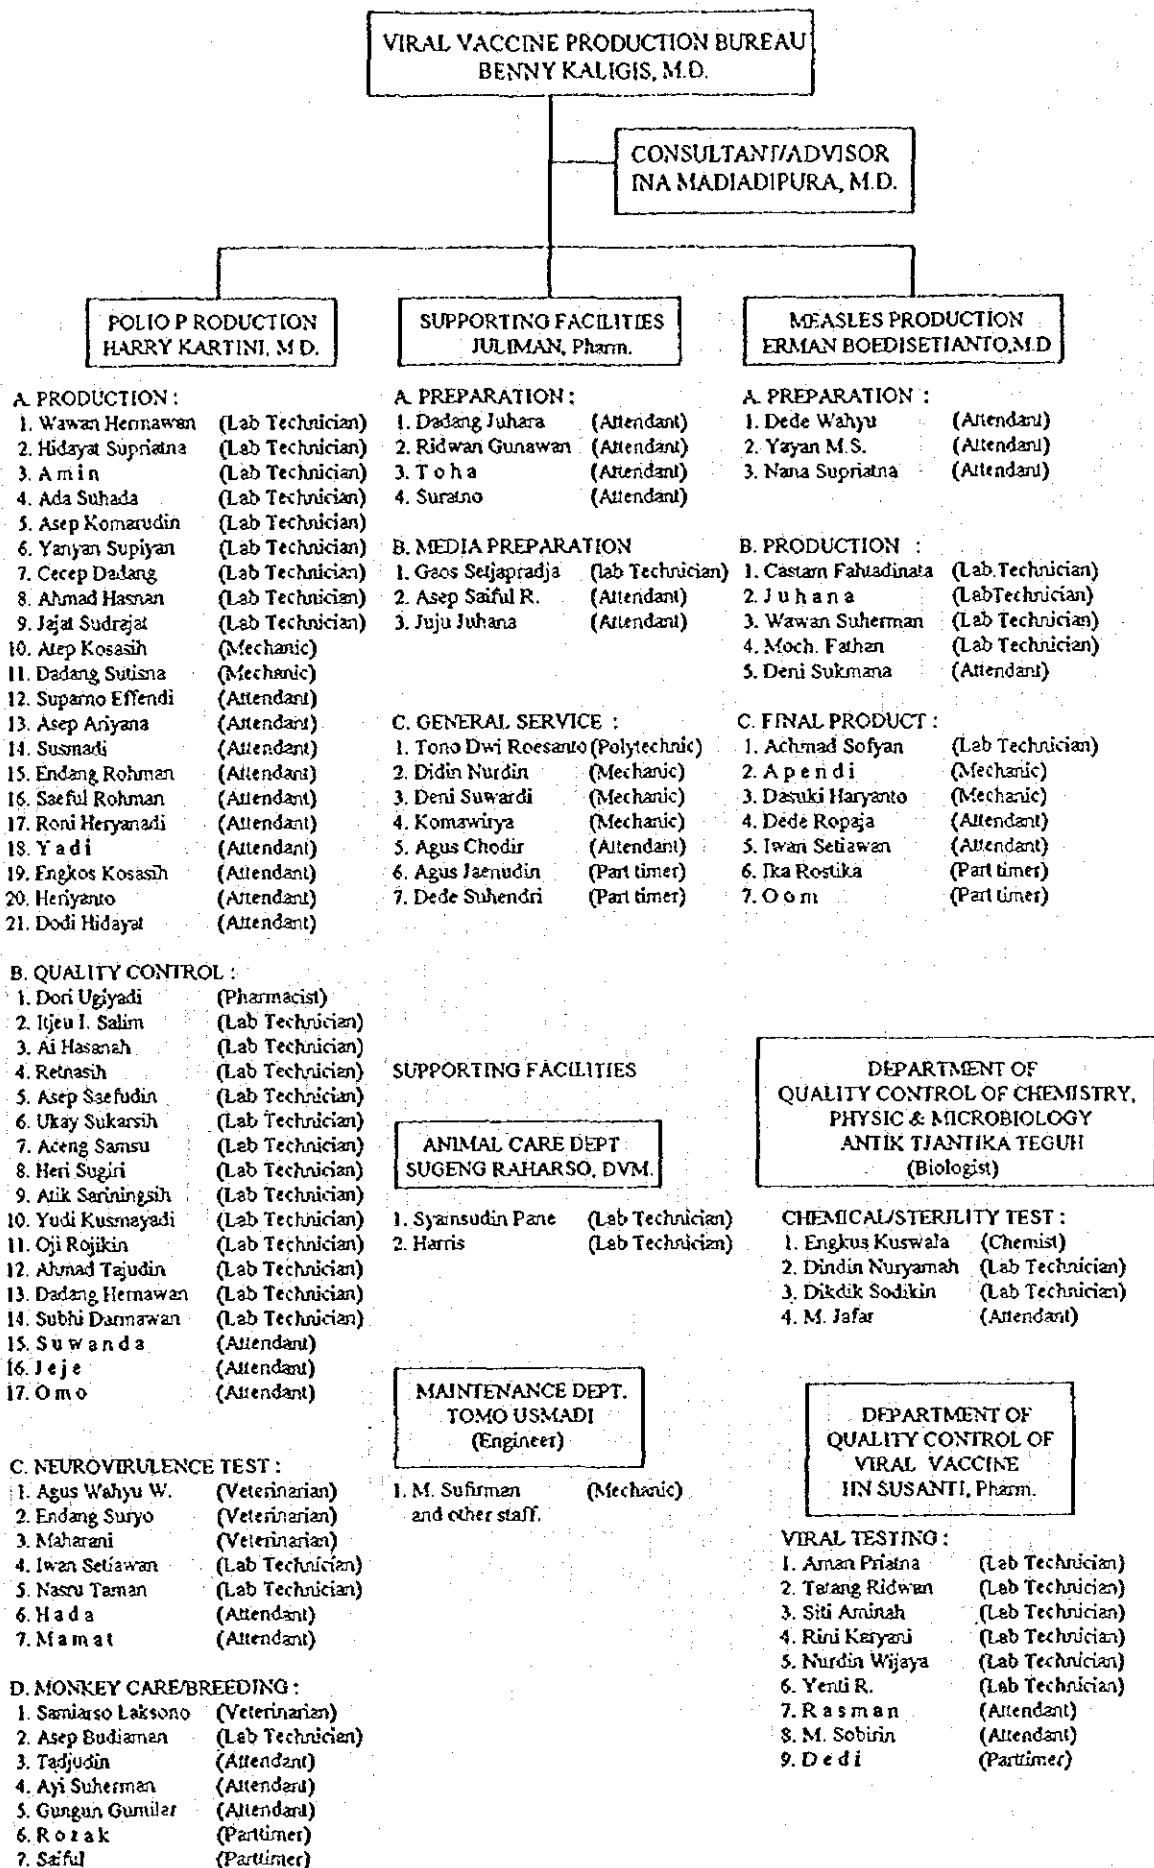 VIRAL VACCINE PRODUCTION BUREAU
BENNY KALIGIS, M.D.
CONSULTANT/ADVISOR
INA MADIADIPURA, M.D.
POLIO P RODUCTION
HARRY KARTINI, M D.
A. PRODUCTION :
1. Wawan Hermawan (Lab Technician)
2. Hidayat Supriatna (Lab Technician)
3. A m i n (Lab Technician)
4. Ada Suhada (Lab Technician)
5. Asep Komarudin (Lab Technician)
6. Yanyan Supiyan (Lab Technician)
7. Cecep Dadang (Lab Technician)
8. Ahmad Hasnan (Lab Technician)
9. Jajat Sudrajat (Lab Technician)
10. Atep Kosasih (Mechanic)
11. Dadang Sutisna (Mechanic)
12. Suparno Effendi (Attendant)
13. Asep Ariyana (Attendant)
14. Susmadi (Attendant)
15. Endang Rohman (Attendant)
16. Saeful Rohman (Attendant)
17. Roni Heryanadi (Attendant)
18. Y a d i (Attendant)
19. Engkos Kosasih (Attendant)
20. Heriyanto (Attendant)
21. Dodi Hidayat (Attendant)
B. QUALITY CONTROL :
1. Dori Ugiyadi (Pharmacist)
2. Itjeu I. Salim (Lab Technician)
3. Ai Hasanah (Lab Technician)
4. Retnasih (Lab Technician)
5. Asep Saefudin (Lab Technician)
6. Ukay Sukarsih (Lab Technician)
7. Aceng Samsu (Lab Technician)
8. Heri Sugiri (Lab Technician)
9. Atik Sariningsih (Lab Technician)
10. Yudi Kusmayadi (Lab Technician)
11. Oji Rojikin (Lab Technician)
12. Ahmad Tajudin (Lab Technician)
13. Dadang Hernawan (Lab Technician)
14. Subhi Darmawan (Lab Technician)
15. S u w a n d a (Attendant)
16. J e j e (Attendant)
17. O m o (Attendant)
C. NEUROVIRULENCE TEST :
1. Agus Wahyu W. (Veterinarian)
2. Endang Suryo (Veterinarian)
3. Maharani (Veterinarian)
4. Iwan Setiawan (Lab Technician)
5. Nasru Taman (Lab Technician)
6. H a d a (Attendant)
7. M a m a t (Attendant)
D. MONKEY CARE/BREEDING :
1. Samiarso Laksono (Veterinarian)
2. Asep Budiaman (Lab Technician)
3. Tadjudin (Attendant)
4. Ayi Suherman (Attendant)
5. Gungun Gumilar (Attendant)
6. R o z a k (Parttimer)
7. Saiful (Parttimer)
SUPPORTING FACILITIES
JULIMAN, Pharm.
A. PREPARATION :
1. Dadang Juhara (Attendant)
2. Ridwan Gunawan (Attendant)
3. T o h a (Attendant)
4. Suratno (Attendant)
B. MEDIA PREPARATION
1. Gaos Setjapradja (lab Technician)
2. Asep Saiful R. (Attendant)
3. Juju Juhana (Attendant)
C. GENERAL SERVICE :
1. Tono Dwi Roesanto (Polytechnic)
2. Didin Nurdin (Mechanic)
3. Deni Suwardi (Mechanic)
4. Komawirya (Mechanic)
5. Agus Chodir (Attendant)
6. Agus Jaenudin (Part timer)
7. Dede Suhendri (Part timer)
SUPPORTING FACILITIES
ANIMAL CARE DEPT
SUGENG RAHARSO, DVM.
1. Syamsudin Pane (Lab Technician)
2. Harris (Lab Technician)
MAINTENANCE DEPT.
TOMO USMADI
(Engineer)
1. M. Sufirman (Mechanic)
and other staff.
MEASLES PRODUCTION
ERMAN BOEDISETIANTO,M.D
A. PREPARATION :
1. Dede Wahyu (Attendant)
2. Yayan M.S. (Attendant)
3. Nana Supriatna (Attendant)
B. PRODUCTION :
1. Castam Fahtadinata (Lab.Technician)
2. J u h a n a (LabTechnician)
3. Wawan Suherman (Lab Technician)
4. Moch. Fathan (Lab Technician)
5. Deni Sukmana (Attendant)
C. FINAL PRODUCT :
1. Achmad Sofyan (Lab Technician)
2. A p e n d i (Mechanic)
3. Dasuki Haryanto (Mechanic)
4. Dede Ropaja (Attendant)
5. Iwan Setiawan (Attendant)
6. Ika Rostika (Part timer)
7. O o m (Part timer)
DEPARTMENT OF
QUALITY CONTROL OF CHEMISTRY,
PHYSIC & MICROBIOLOGY
ANTIK TJANTIKA TEGUH
(Biologist)
CHEMICAL/STERILITY TEST :
1. Engkus Kuswala (Chemist)
2. Dindin Nuryamah (Lab Technician)
3. Dikdik Sodikin (Lab Technician)
4. M. Jafar (Attendant)
DEPARTMENT OF
QUALITY CONTROL OF
VIRAL VACCINE
IIN SUSANTI, Pharm.
VIRAL TESTING :
1. Aman Priatna (Lab Technician)
2. Tatang Ridwan (Lab Technician)
3. Siti Aminah (Lab Technician)
4. Rini Karyani (Lab Technician)
5. Nurdin Wijaya (Lab Technician)
6. Yenti R. (Lab Technician)
7. R a s m a n (Attendant)
8. M. Sobirin (Attendant)
9. D e d i (Parttimer)